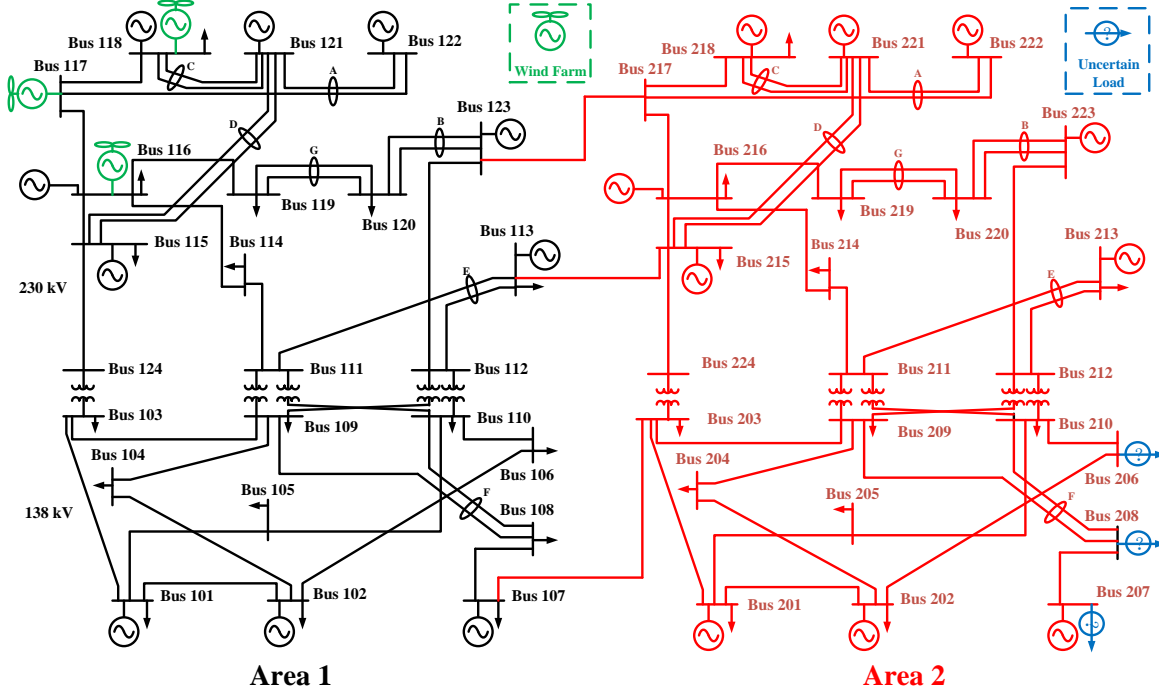 Bus 118
Bus 121
Bus 122
Bus 117
C
A
Wind Farm
D
Bus 123
B
Bus 116
G
Bus 119
Bus 120
Bus 115
Bus 114
Bus 113
E
230 kV
Bus 124
Bus 111
Bus 112
Bus 103
Bus 109
Bus 110
Bus 104
Bus 105
Bus 106
138 kV
F
Bus 108
Bus 101
Bus 102
Bus 107
Area 1
Bus 218
Bus 221
Bus 222
Bus 217
C
A
?
Uncertain
Load
D
Bus 223
B
Bus 216
G
Bus 219
Bus 220
Bus 215
Bus 214
Bus 213
E
Bus 224
Bus 211
Bus 212
Bus 203
Bus 209
Bus 210
Bus 204
Bus 205
?
Bus 206
F
Bus 208
?
Bus 207
Bus 201
Bus 202
?
Area 2